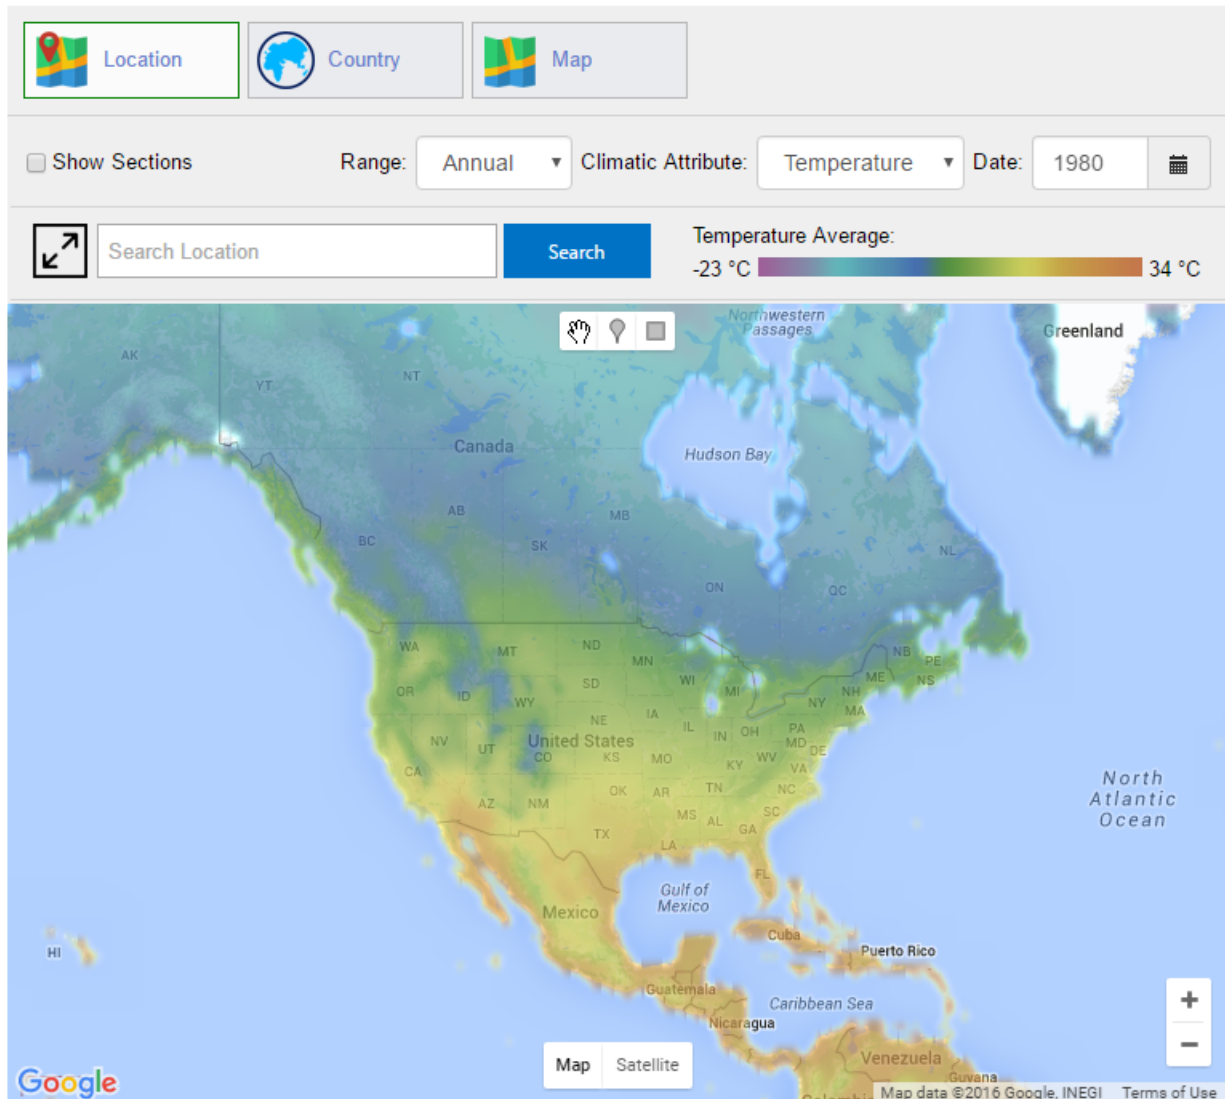 Location
Country
Map
Show Sections
Range: Annual
Climatic Attribute: Temperature
Date: 1980
Search Location
Search
Temperature Average:
-23 °C
34 °C
Northwestern
Passages
Greenland
AK
YT
NT
Canada
Hudson Bay
AB
MB
BC
SK
NL
ON
QC
WA
MT
ND
MN
NB
PE
OR
ID
WY
SD
WI
MI
NH
ME
NS
NY
MA
NE
IA
NV
UT
United States
CO
KS
MO
IL
IN
OH
PA
MD
DE
WV
KY
VA
CA
AZ
NM
OK
AR
TN
NC
SC
MS
AL
GA
TX
LA
FL
North
Atlantic
Ocean
Gulf of
Mexico
Mexico
HI
Cuba
Puerto Rico
Guatemala
Caribbean Sea
Nicaragua
Map
Satellite
Venezuela
Guyana
Colombia
+
−
Google
Map data ©2016 Google, INEGI
Terms of Use